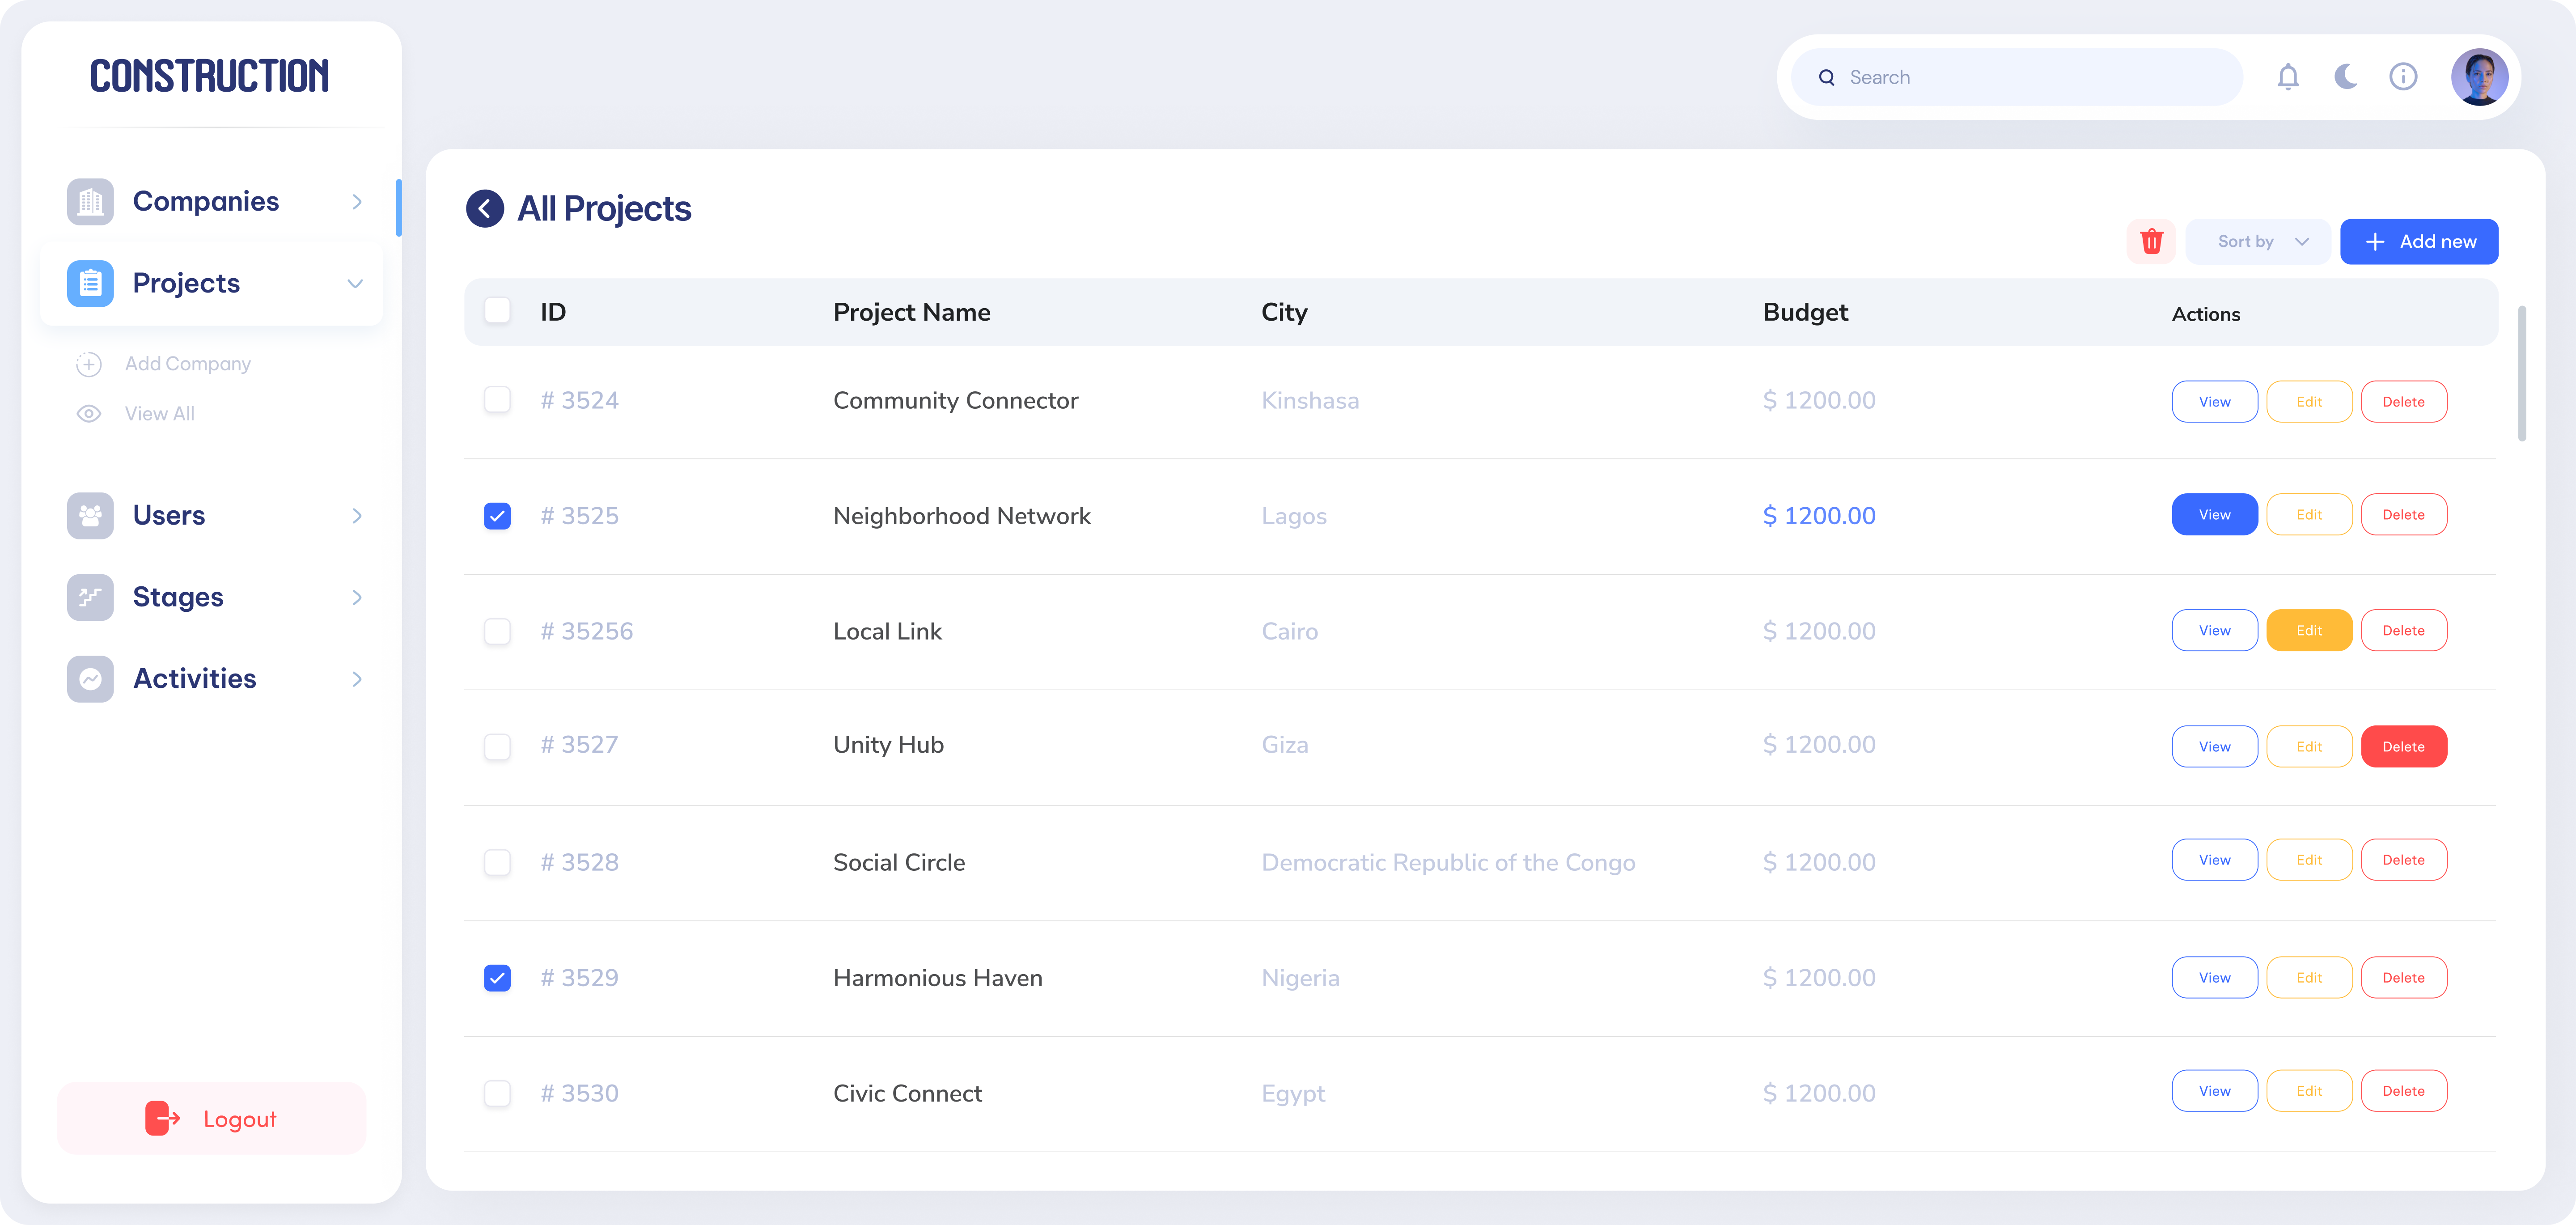 CONSTRUCTION
Search
Companies
Projects
Add Company
View All
Users
Stages
Activities
Logout
All Projects
Sort by
Add new
ID Project Name City Budget Actions
# 3524 Community Connector Kinshasa $ 1200.00 View Edit Delete
# 3525 Neighborhood Network Lagos $ 1200.00 View Edit Delete
# 35256 Local Link Cairo $ 1200.00 View Edit Delete
# 3527 Unity Hub Giza $ 1200.00 View Edit Delete
# 3528 Social Circle Democratic Republic of the Congo $ 1200.00 View Edit Delete
# 3529 Harmonious Haven Nigeria $ 1200.00 View Edit Delete
# 3530 Civic Connect Egypt $ 1200.00 View Edit Delete